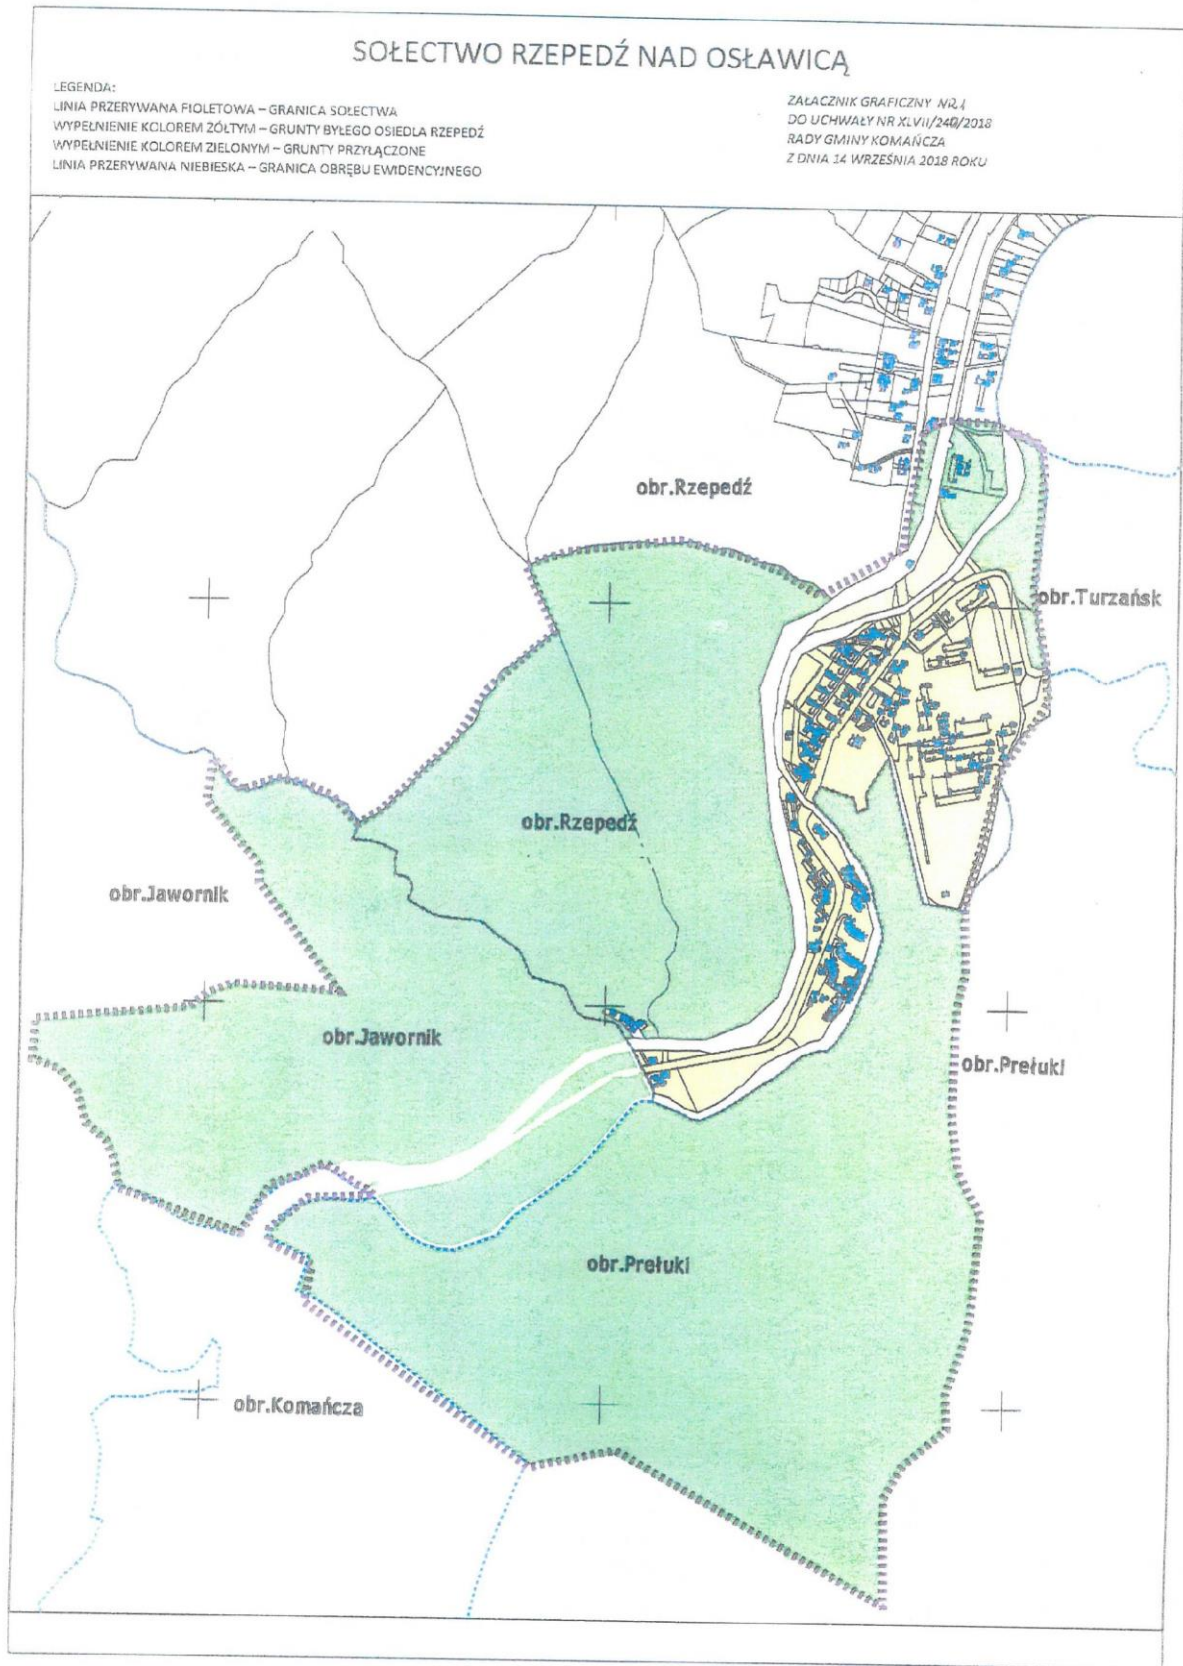 SOŁECTWO RZEPEDŹ NAD OSŁAWICĄ
LEGENDA:
LINIA PRZERYWANA FIOLETOWA – GRANICA SOŁECTWA
WYPEŁNIENIE KOLOREM ŻÓŁTYM – GRUNTY BYŁEGO OSIEDLA RZEPEDŹ
WYPEŁNIENIE KOLOREM ZIELONYM – GRUNTY PRZYŁĄCZONE
LINIA PRZERYWANA NIEBIESKA – GRANICA OBRĘBU EWIDENCYJNEGO
ZAŁĄCZNIK GRAFICZNY NR 1
DO UCHWAŁY NR XLVII/240/2018
RADY GMINY KOMAŃCZA
Z DNIA 14 WRZEŚNIA 2018 ROKU
obr.Rzepedź
obr.Turzańsk
obr.Rzepedź
obr.Jawornik
obr.Jawornik
obr.Prełuki
obr.Prełuki
obr.Komańcza